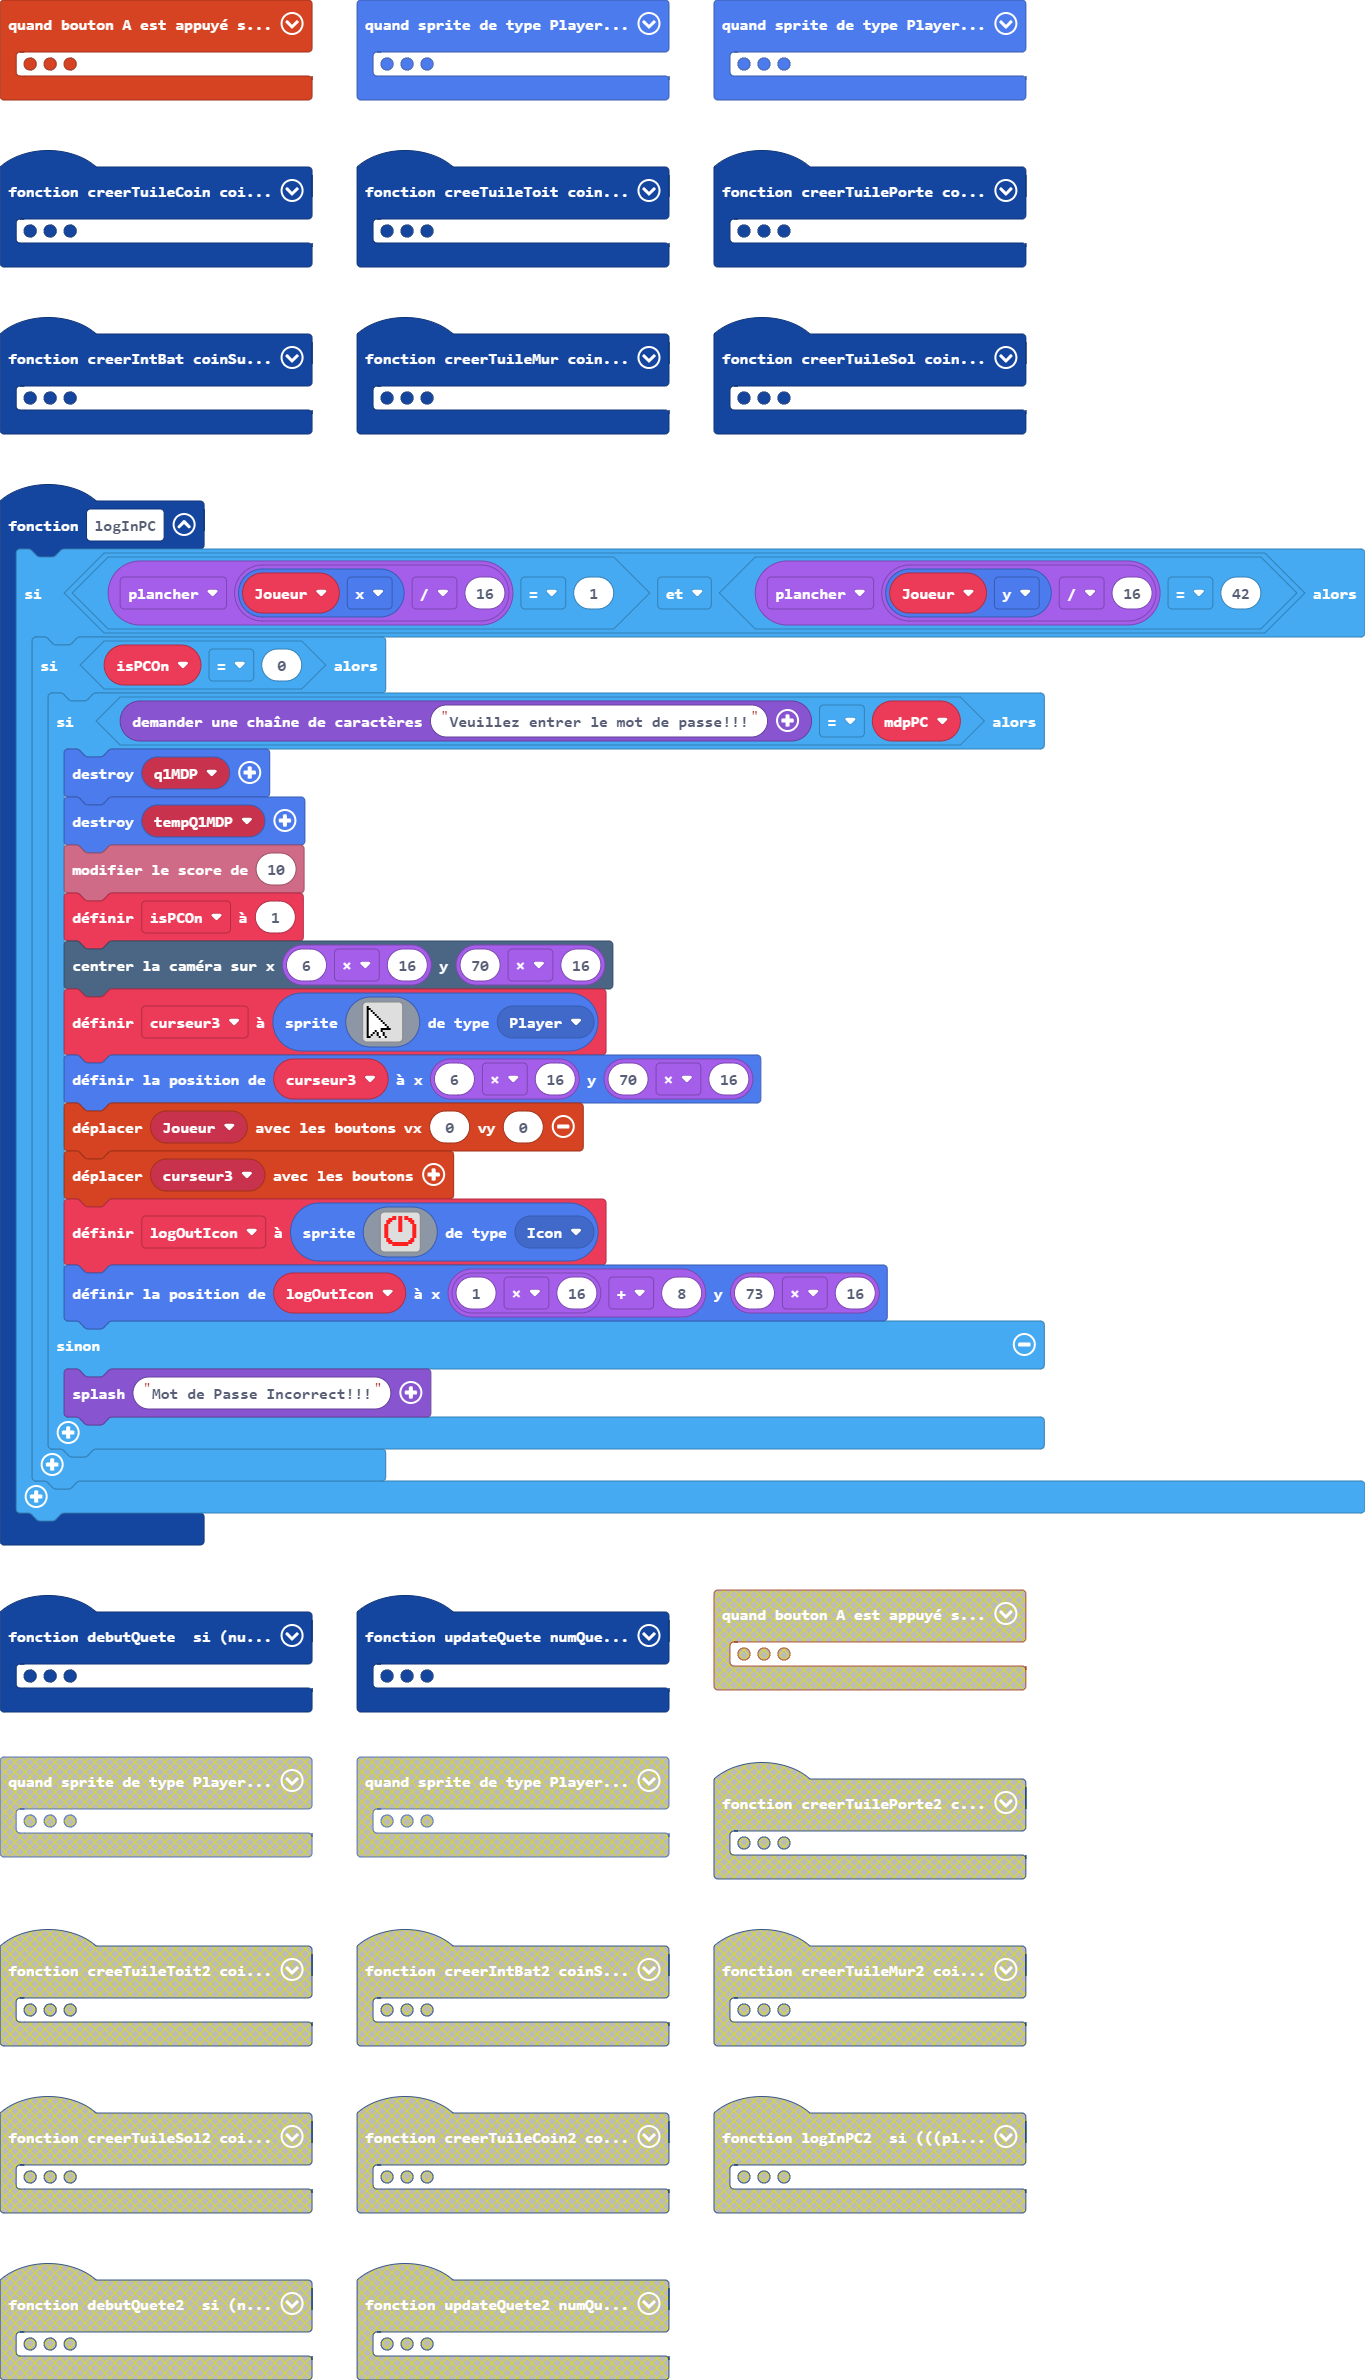 quand bouton A est appuyé s...
quand sprite de type Player...
quand sprite de type Player...
fonction creerTuileCoin coi...
fonction creeTuileToit coin...
fonction creerTuilePorte co...
fonction creerIntBat coinSu...
fonction creerTuileMur coin...
fonction creerTuileSol coin...
fonction logInPC
si plancher Joueur x / 16 = 1 et plancher Joueur y / 16 = 42 alors
si isPCOn = 0 alors
si demander une chaîne de caractères "Veuillez entrer le mot de passe!!!" = mdpPC alors
destroy q1MDP
destroy tempQ1MDP
modifier le score de 10
définir isPCOn à 1
centrer la caméra sur x 6 × 16 y 70 × 16
définir curseur3 à sprite de type Player
définir la position de curseur3 à x 6 × 16 y 70 × 16
déplacer Joueur avec les boutons vx 0 vy 0
déplacer curseur3 avec les boutons
définir logOutIcon à sprite de type Icon
définir la position de logOutIcon à x 1 × 16 + 8 y 73 × 16
sinon
splash "Mot de Passe Incorrect!!!"
fonction debutQuete si (nu...
fonction updateQuete numQue...
quand bouton A est appuyé s...
quand sprite de type Player...
quand sprite de type Player...
fonction creerTuilePorte2 c...
fonction creeTuileToit2 coi...
fonction creerIntBat2 coinS...
fonction creerTuileMur2 coi...
fonction creerTuileSol2 coi...
fonction creerTuileCoin2 co...
fonction logInPC2 si (((pl...
fonction debutQuete2 si (n...
fonction updateQuete2 numQu...